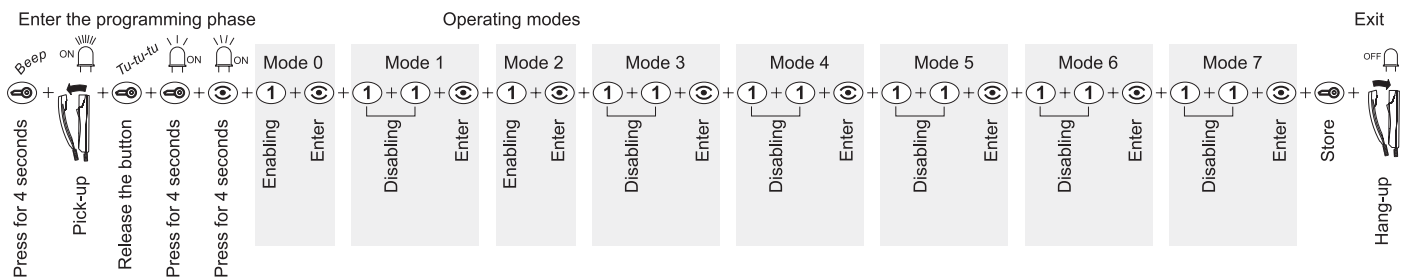 Enter the programming phase
Operating modes
Exit
Beep
ON
Tu-tu-tu
ON
ON
Mode 0
Mode 1
Mode 2
Mode 3
Mode 4
Mode 5
Mode 6
Mode 7
OFF
+ + + + + 1 + + 1 + 1 + + 1 + + 1 + 1 + + 1 + 1 + + 1 + 1 + + 1 + 1 + + 1 + 1 + + +
Press for 4 seconds
Pick-up
Release the button
Press for 4 seconds
Press for 4 seconds
Enabling
Enter
Disabling
Enter
Enabling
Enter
Disabling
Enter
Disabling
Enter
Disabling
Enter
Disabling
Enter
Disabling
Enter
Store
Hang-up